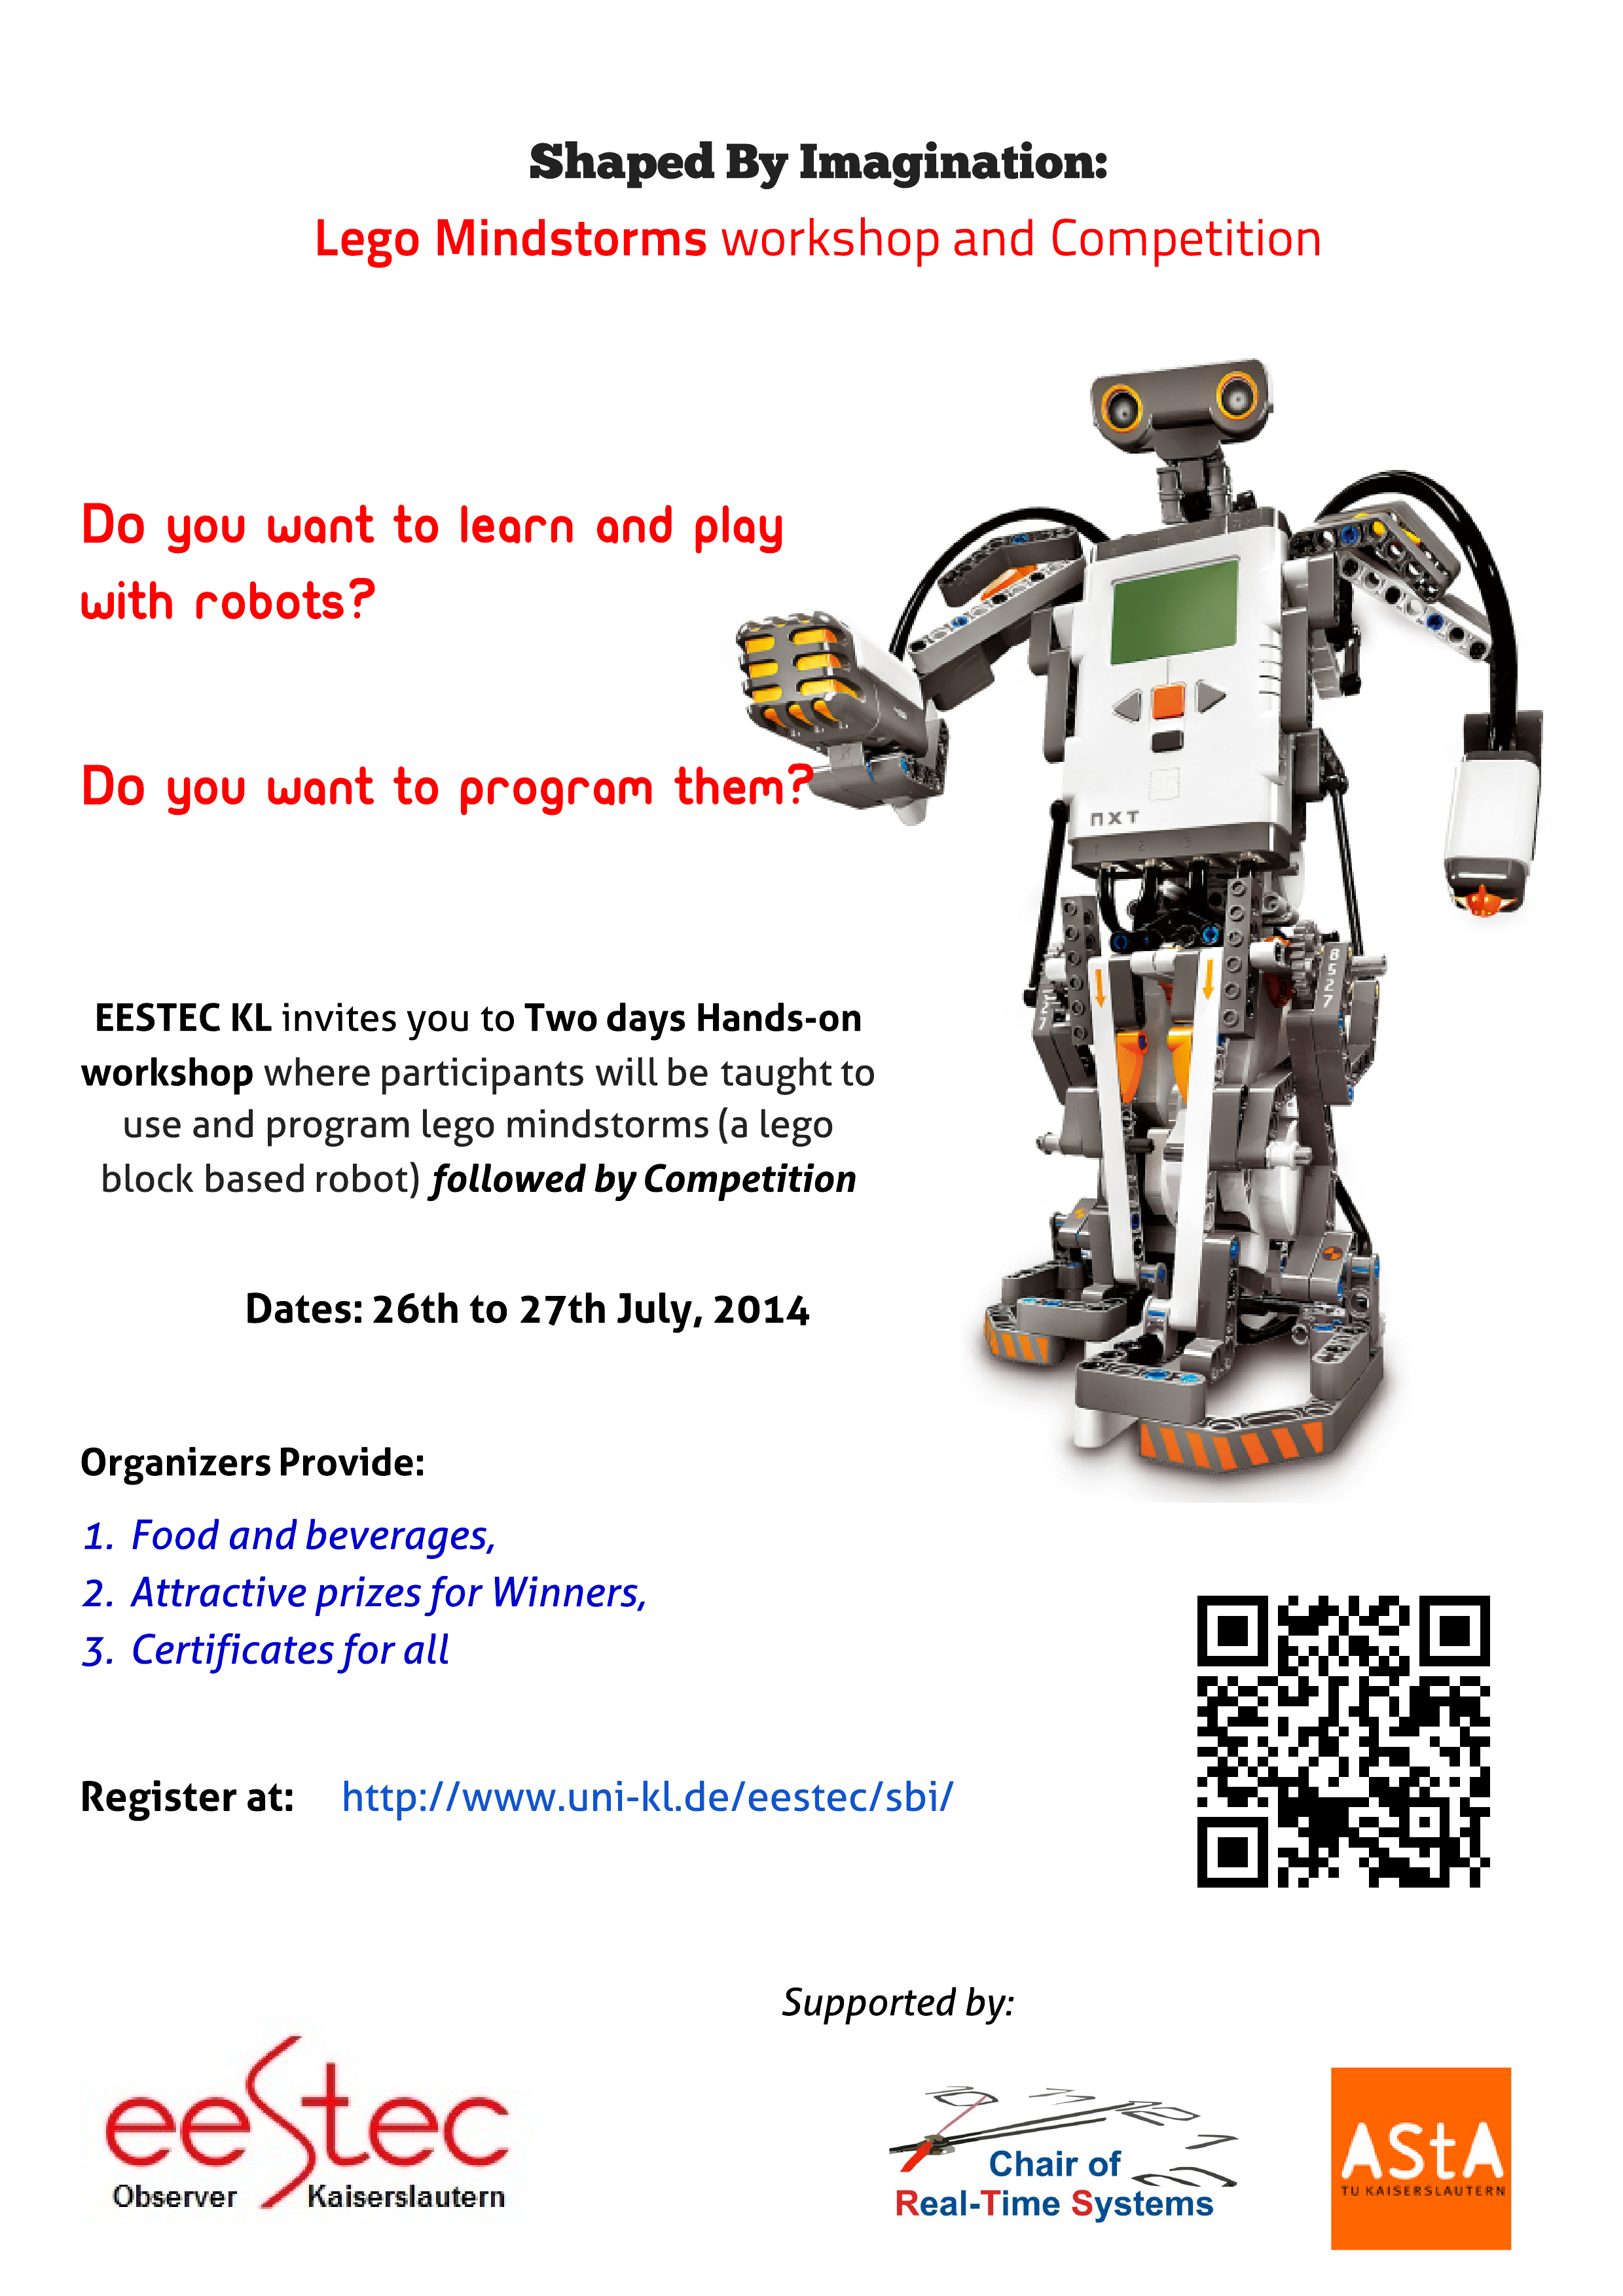 Shaped By Imagination:
Lego Mindstorms workshop and Competition
Do you want to learn and play
with robots?
Do you want to program them?
NXT
8527
EESTEC KL invites you to Two days Hands-on
workshop where participants will be taught to
use and program lego mindstorms (a lego
block based robot) followed by Competition
Dates: 26th to 27th July, 2014
Organizers Provide:
1. Food and beverages,
2. Attractive prizes for Winners,
3. Certificates for all
Register at: http://www.uni-kl.de/eestec/sbi/
Supported by:
eestec
Observer Kaiserslautern
Chair of
Real-Time Systems
AStA
TU KAISERSLAUTERN